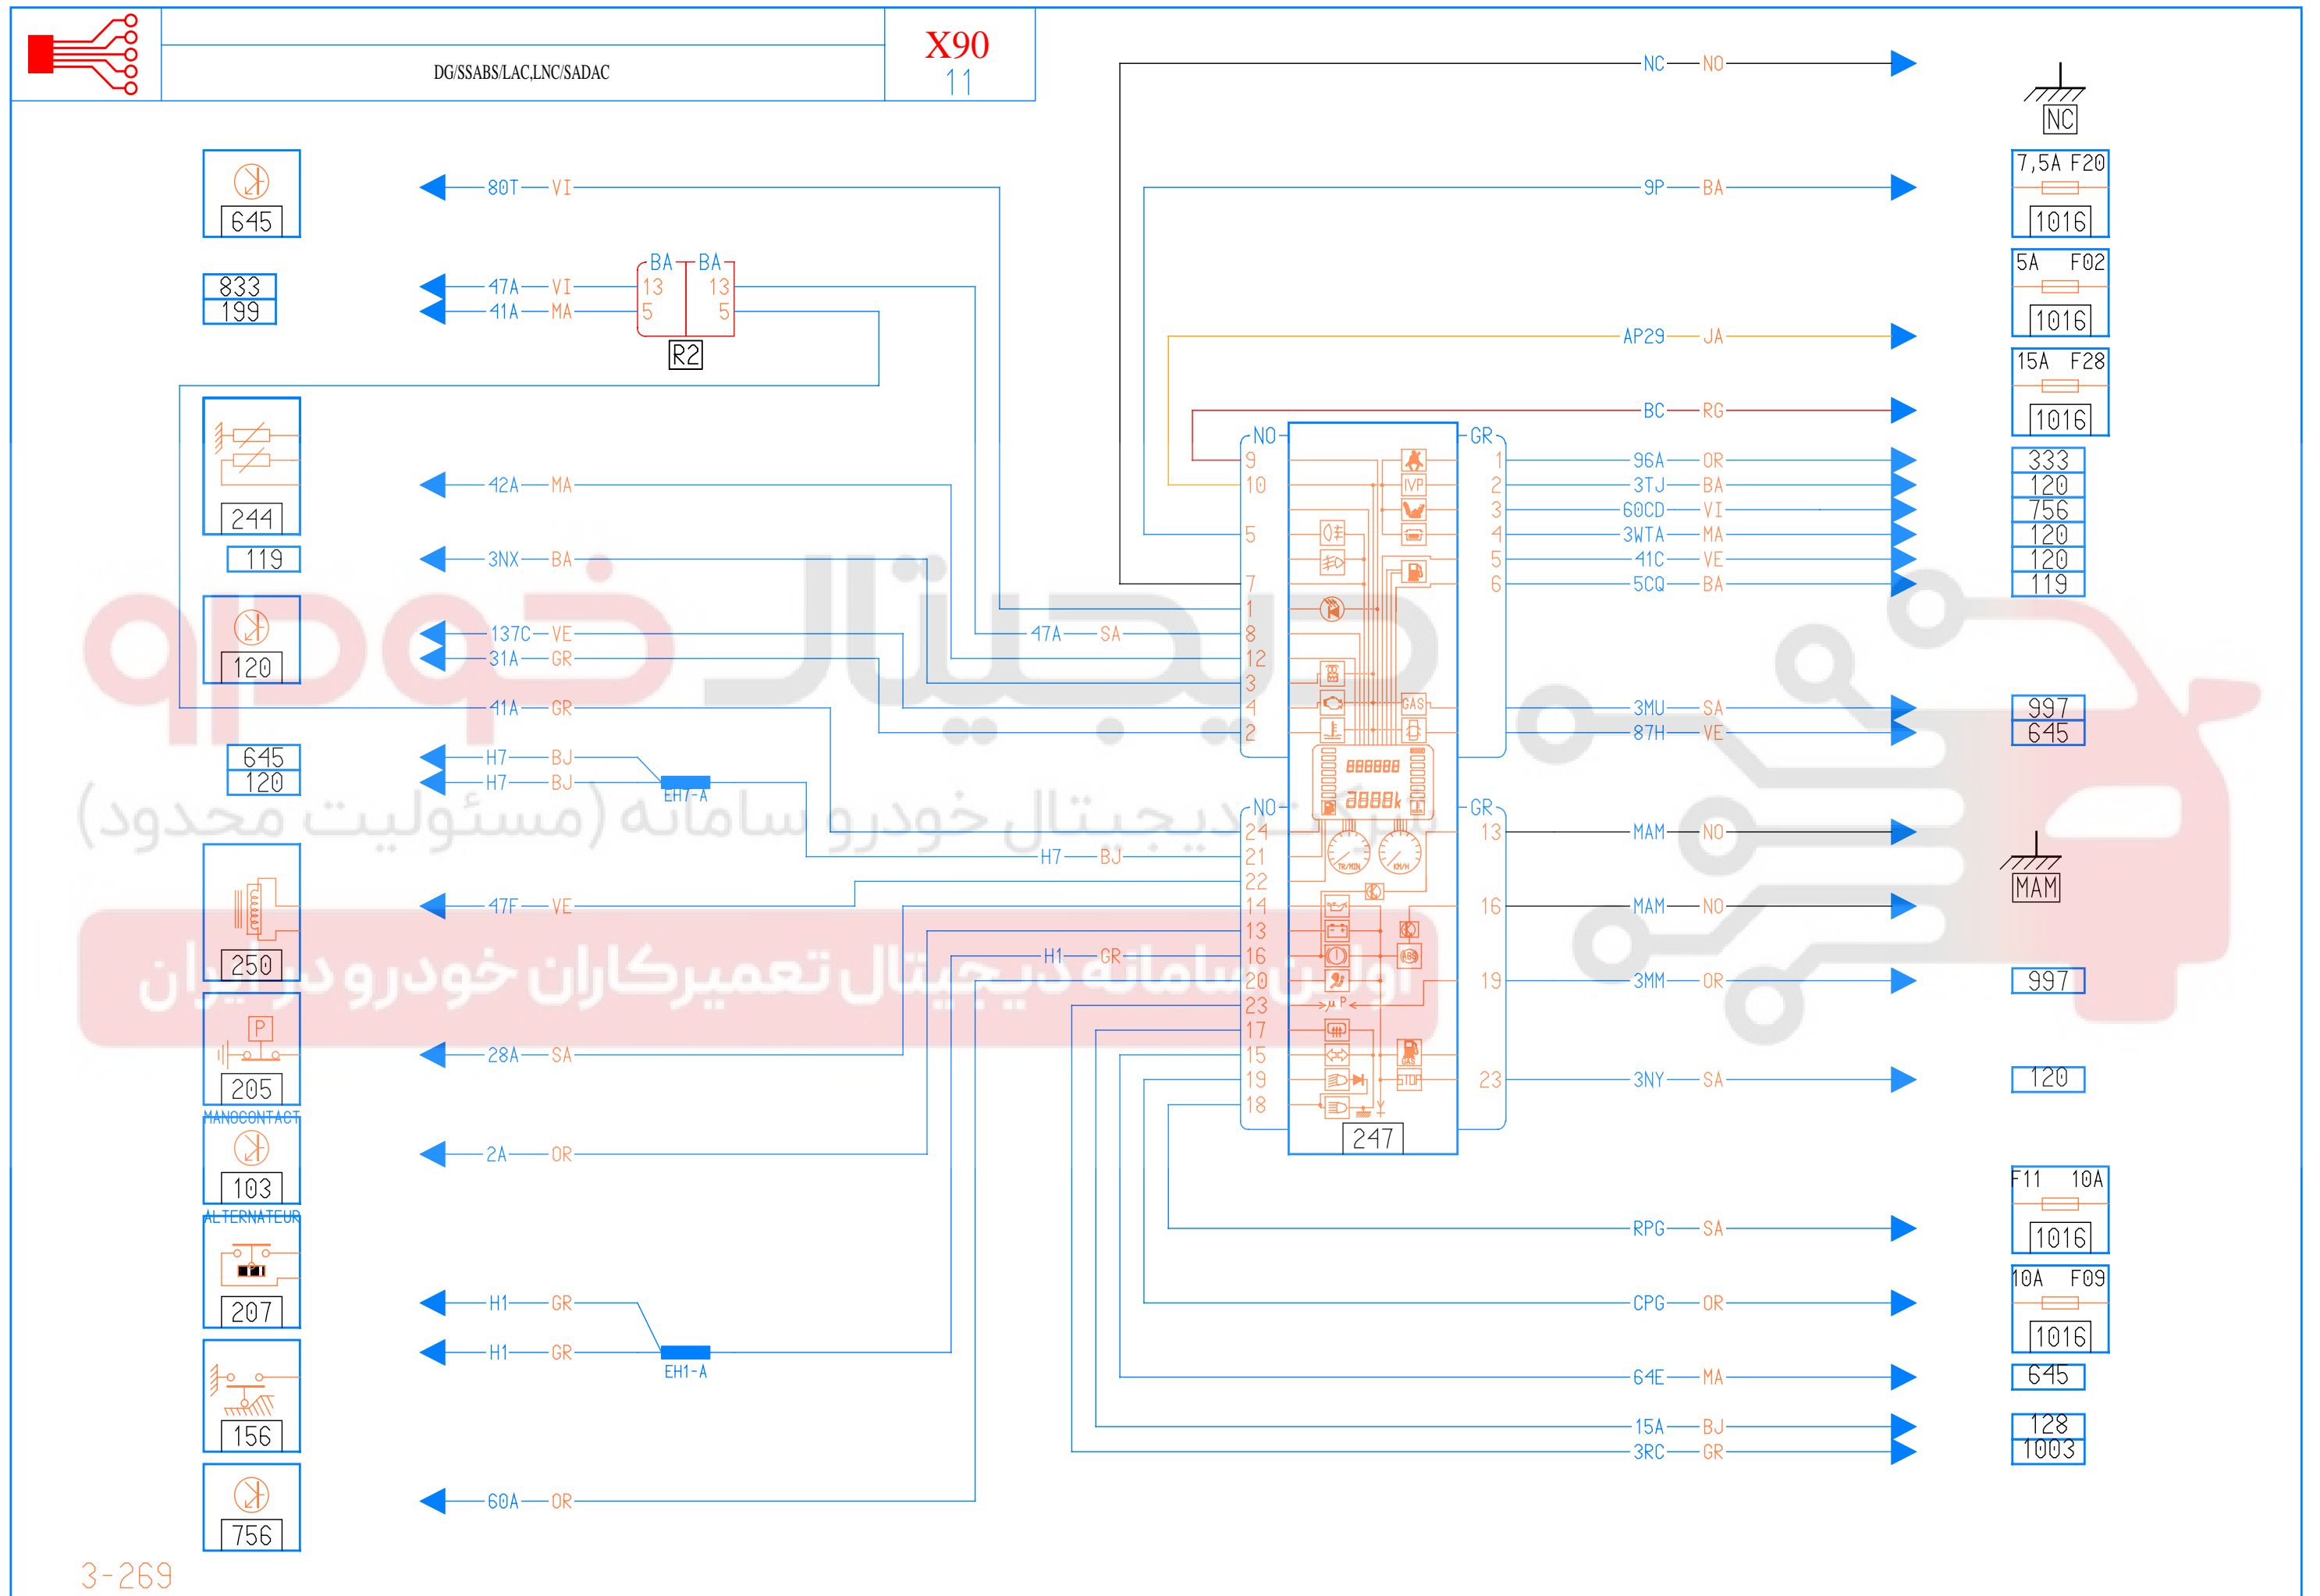 X90
DG/SSABS/LAC,LNC/SADAC
11
NC NO
NC
645
80T VI
9P BA
7,5A F20
1016
833
199
47A VI
41A MA
BA BA
13 13
5 5
R2
5A F02
1016
AP29 JA
15A F28
1016
BC RG
244
42A MA
119
3NX BA
120
137C VE
31A GR
41A GR
645
120
H7 BJ
H7 BJ
EH7-A
47A SA
H7 BJ
NO
9
10
5
7
1
8
12
3
4
2
IVP
GAS
GR
1 96A OR 333
2 3TJ BA 120
3 60CD VI 756
4 3WTA MA 120
5 41C VE 120
6 5CQ BA 119
3MU SA 997
87H VE 645
NO
24
21
22
14
13
16
20
23
17
15
19
18
TR/MIN
KM/H
ABS
µP
GAS
STOP
247
GR
13 MAM NO
MAM
16 MAM NO
19 3MM OR 997
23 3NY SA 120
250
47F VE
H1 GR
205
28A SA
MANOCONTACT
P
103
2A OR
ALTERNATEUR
207
H1 GR
156
H1 GR
EH1-A
756
60A OR
RPG SA
F11 10A
1016
CPG OR
10A F09
1016
64E MA 645
15A BJ 128
3RC GR 1003
3-269
دیجیتال خودرو
شرکت دیجیتال خودرو سامانه (مسئولیت محدود)
اولین سامانه دیجیتال تعمیرکاران خودرو در ایران